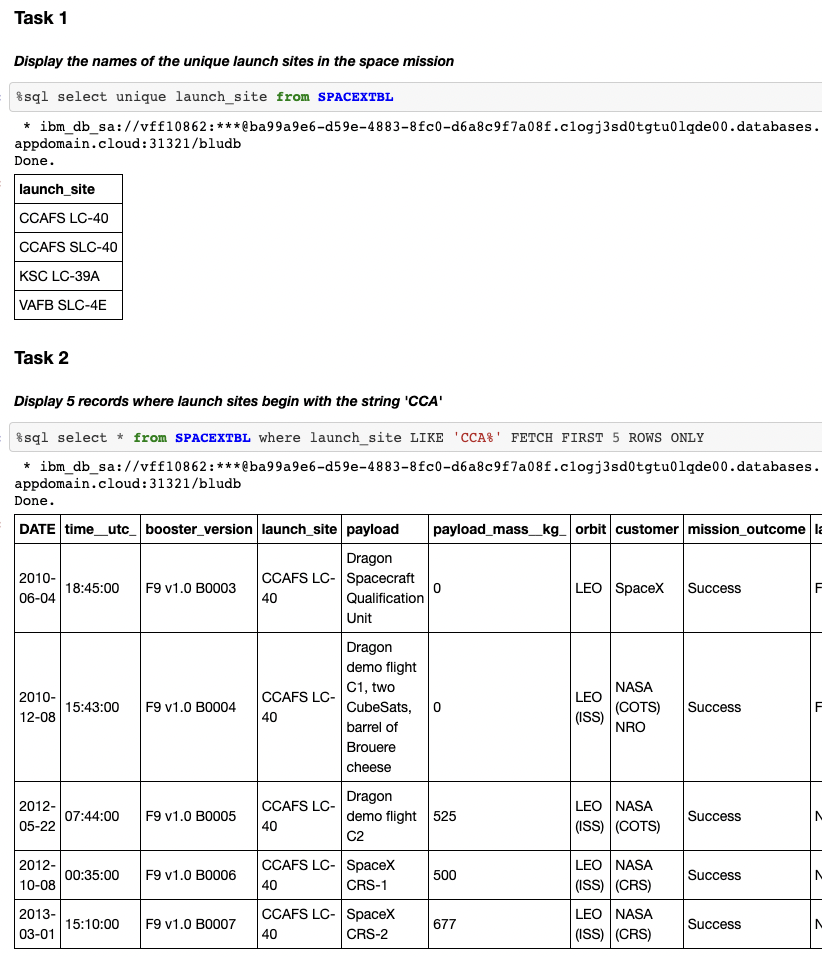 Task 1
Display the names of the unique launch sites in the space mission
%sql select unique launch_site from SPACEXTBL
* ibm_db_sa://vff10862:***@ba99a9e6-d59e-4883-8fc0-d6a8c9f7a08f.c1ogj3sd0tgtu0lqde00.databases.
appdomain.cloud:31321/bludb
Done.
launch_site
CCAFS LC-40
CCAFS SLC-40
KSC LC-39A
VAFB SLC-4E
Task 2
Display 5 records where launch sites begin with the string 'CCA'
%sql select * from SPACEXTBL where launch_site LIKE 'CCA%' FETCH FIRST 5 ROWS ONLY
* ibm_db_sa://vff10862:***@ba99a9e6-d59e-4883-8fc0-d6a8c9f7a08f.c1ogj3sd0tgtu0lqde00.databases.
appdomain.cloud:31321/bludb
Done.
DATE time__utc_ booster_version launch_site payload payload_mass__kg_ orbit customer mission_outcome
2010-
06-04
18:45:00
F9 v1.0 B0003
CCAFS LC-
40
Dragon
Spacecraft
Qualification
Unit
0
LEO
SpaceX
Success
2010-
12-08
15:43:00
F9 v1.0 B0004
CCAFS LC-
40
Dragon
demo flight
C1, two
CubeSats,
barrel of
Brouere
cheese
0
LEO
(ISS)
NASA
(COTS)
NRO
Success
2012-
05-22
07:44:00
F9 v1.0 B0005
CCAFS LC-
40
Dragon
demo flight
C2
525
LEO
(ISS)
NASA
(COTS)
Success
2012-
10-08
00:35:00
F9 v1.0 B0006
CCAFS LC-
40
SpaceX
CRS-1
500
LEO
(ISS)
NASA
(CRS)
Success
2013-
03-01
15:10:00
F9 v1.0 B0007
CCAFS LC-
40
SpaceX
CRS-2
677
LEO
(ISS)
NASA
(CRS)
Success